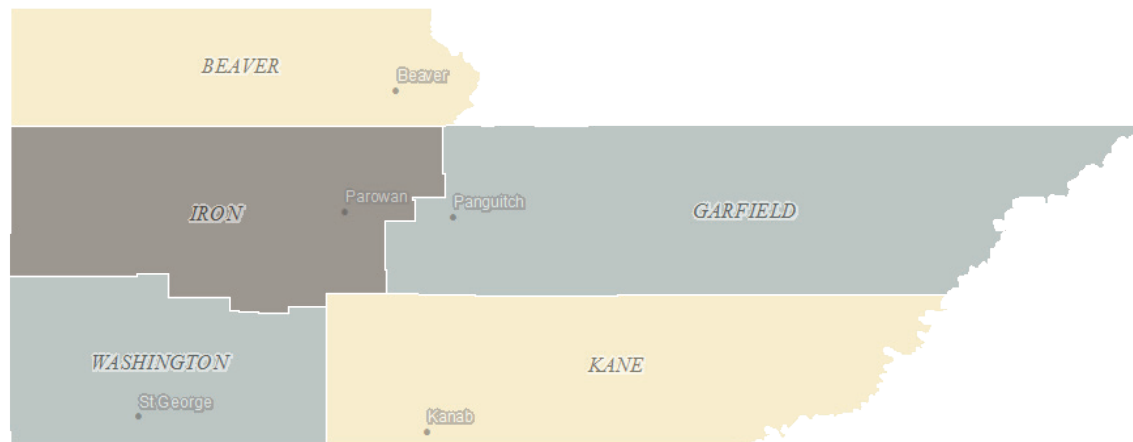 BEAVER
Beaver
Parowan
IRON
Panguitch
GARFIELD
WASHINGTON
St George
KANE
Kanab